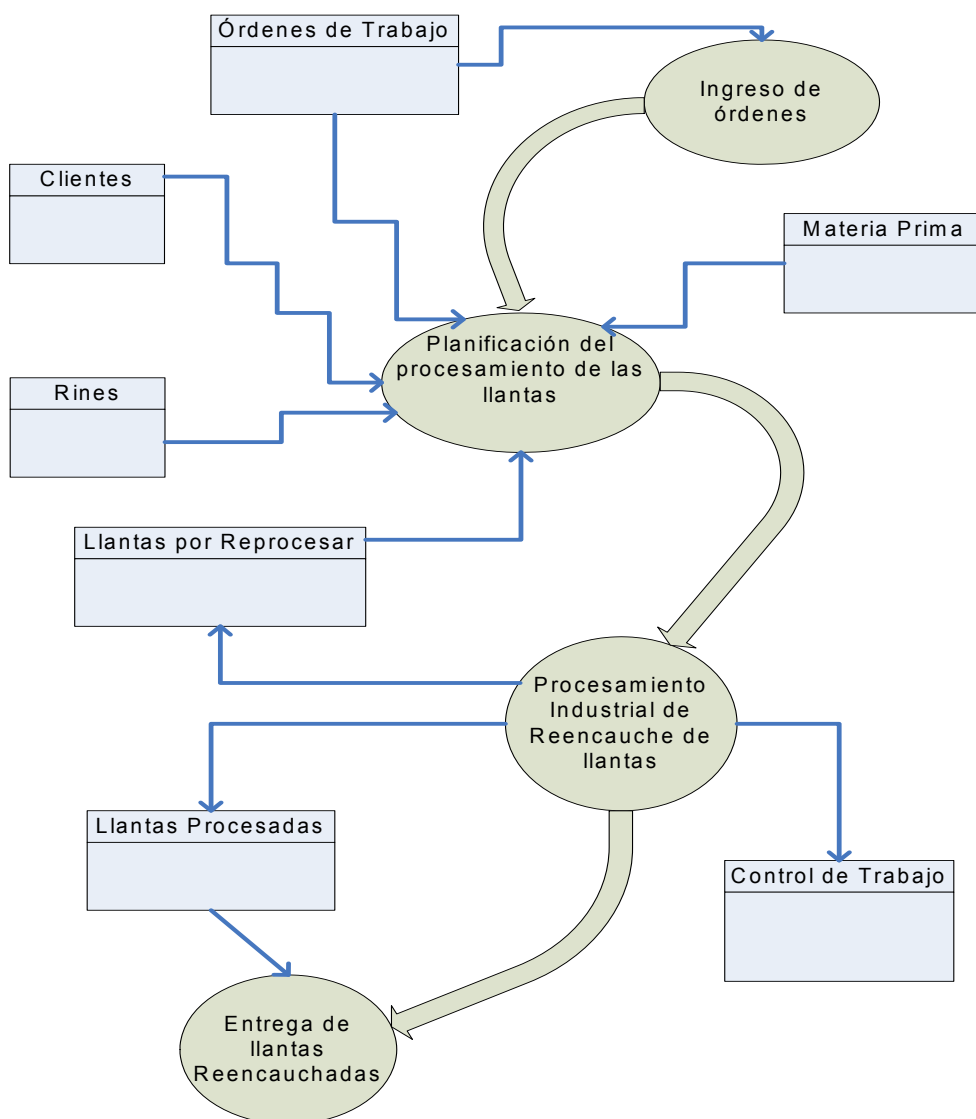 Órdenes de Trabajo
Ingreso de
órdenes
Clientes
Materia Prima
Planificación del
procesamiento de las
llantas
Rines
Llantas por Reprocesar
Procesamiento
Industrial de
Reencauche de
llantas
Llantas Procesadas
Control de Trabajo
Entrega de
llantas
Reencauchadas